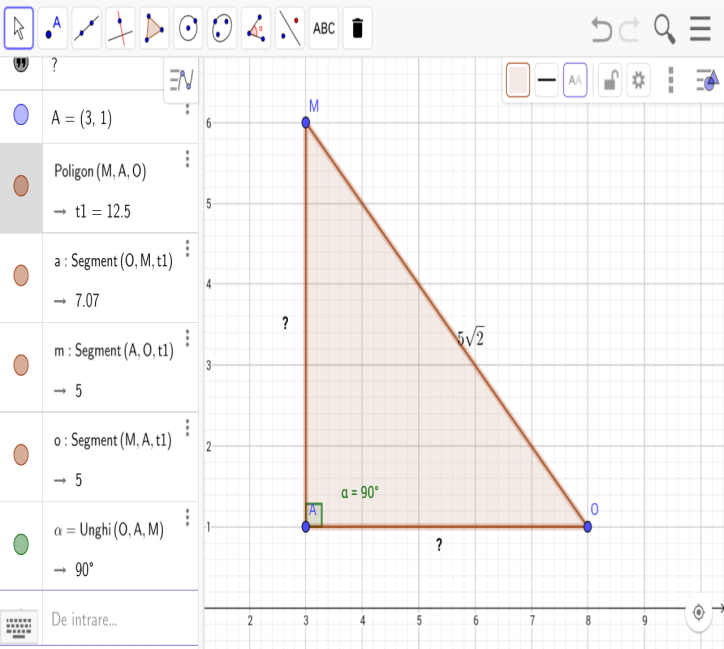 A
α
ABC
?
A = (3, 1)
Poligon (M, A, O)
→ t1 = 12.5
a : Segment (O, M, t1)
→ 7.07
m : Segment (A, O, t1)
→ 5
o : Segment (M, A, t1)
→ 5
α = Unghi (O, A, M)
→ 90°
De intrare...
AA
M
6
5
4
?
5√2
3
2
α = 90°
A
O
1
?
2 3 4 5 6 7 8 9